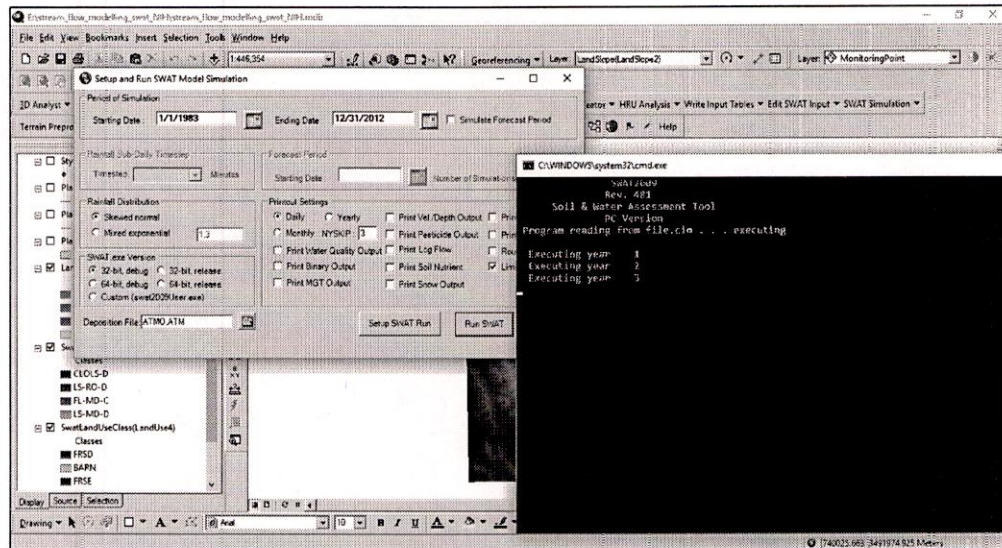 E:\stream_flow_modelling_swat_NIH\stream_flow_modelling_swat_NIH.mdb
File Edit View Bookmarks Insert Selection Tools Window Help
1:446,354
Georeferencing Layer: LandSlope(LandSlope2)
Layer: MonitoringPoint
3D Analyst
HRU Analysis Write Input Tables Edit SWAT Input SWAT Simulation
Terrain Prepro
Help
Setup and Run SWAT Model Simulation
Period of Simulation
Starting Date : 1/1/1983 Ending Date : 12/31/2012 Simulate Forecast Period
Rainfall Sub-Daily Timestep
Timestep: Minutes
Forecast Period
Starting Date : Number of Simulations
Rainfall Distribution
Skewed normal
Mixed exponential 1.3
SWAT.exe Version
32-bit, debug 32-bit, release
64-bit, debug 64-bit, release
Custom (swat2009User.exe)
Printout Settings
Daily Yearly Print Vel./Depth Output
Monthly NYSKIP 3 Print Pesticide Output
Print Water Quality Output Print Log Flow
Print Binary Output Print Soil Nutrient
Print MGT Output Print Snow Output
Deposition File: ATMO.ATM
Setup SWAT Run Run SWAT
C:\WINDOWS\system32\cmd.exe
SWAT2009
Rev. 481
Soil & Water Assessment Tool
PC Version
Program reading from file.cio . . . executing
Executing year 1
Executing year 2
Executing year 3
Classes
CLOLS-D
LS-RO-D
FL-MD-C
LS-MD-D
SwatLandUseClass(LandUse4)
Classes
FRSD
BARN
FRSE
Display Source Selection
Drawing Arial 10 B I U A
740025.663 3491974.925 Meters